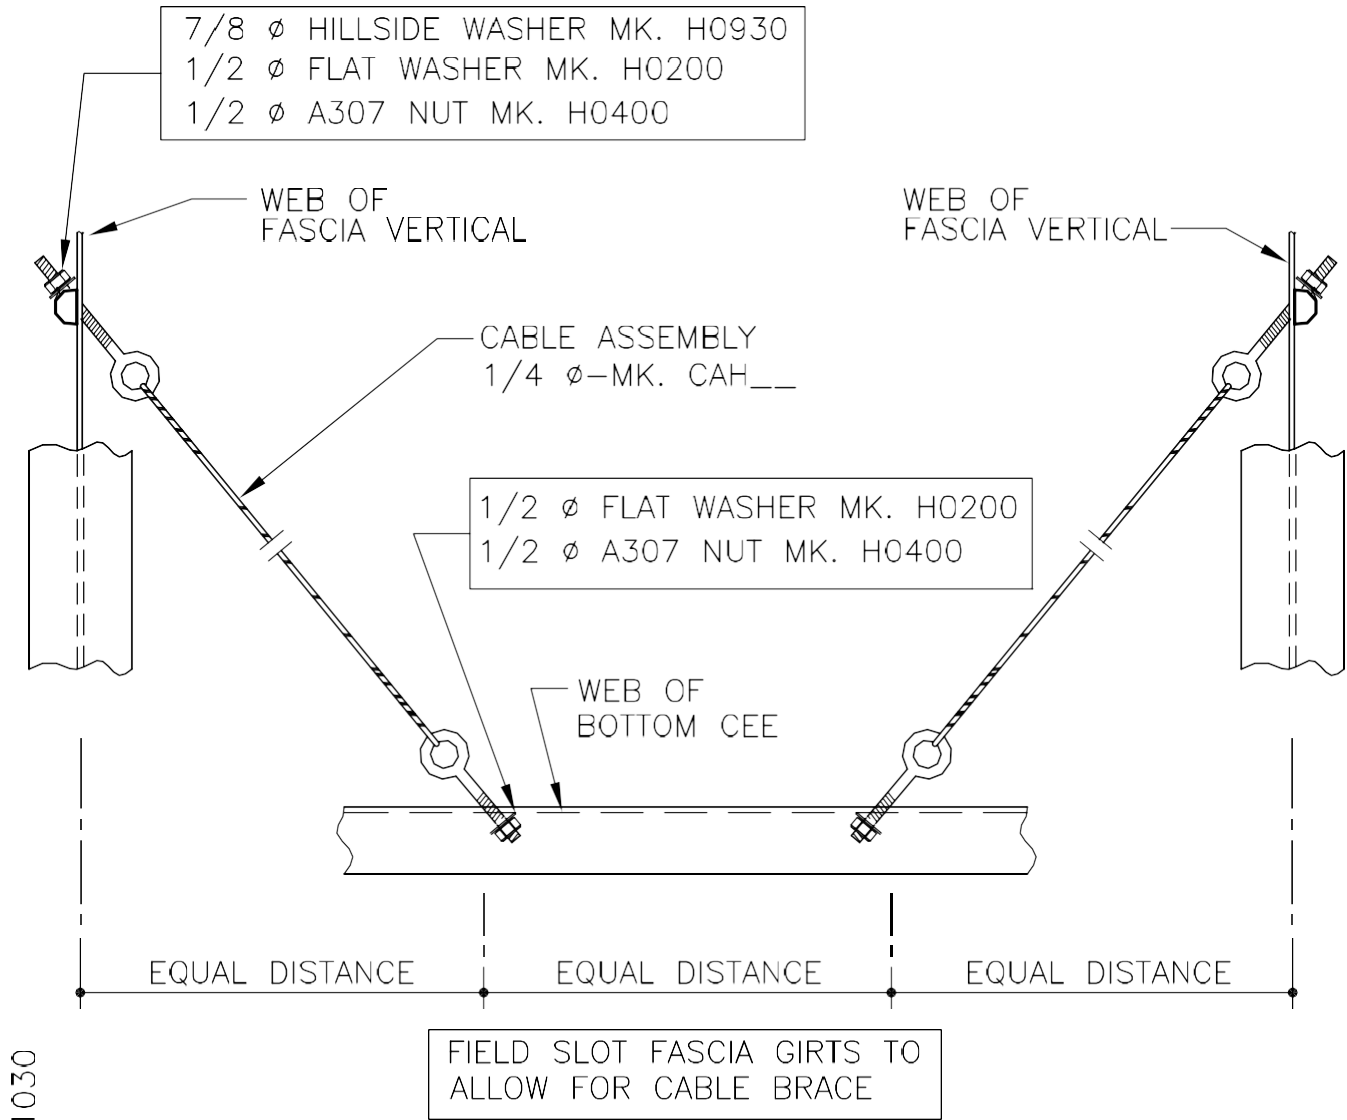 7/8 ø HILLSIDE WASHER MK. H0930
1/2 ø FLAT WASHER MK. H0200
1/2 ø A307 NUT MK. H0400
WEB OF
FASCIA VERTICAL
WEB OF
FASCIA VERTICAL
CABLE ASSEMBLY
1/4 ø-MK. CAH__
1/2 ø FLAT WASHER MK. H0200
1/2 ø A307 NUT MK. H0400
WEB OF
BOTTOM CEE
EQUAL DISTANCE
EQUAL DISTANCE
EQUAL DISTANCE
FIELD SLOT FASCIA GIRTS TO
ALLOW FOR CABLE BRACE